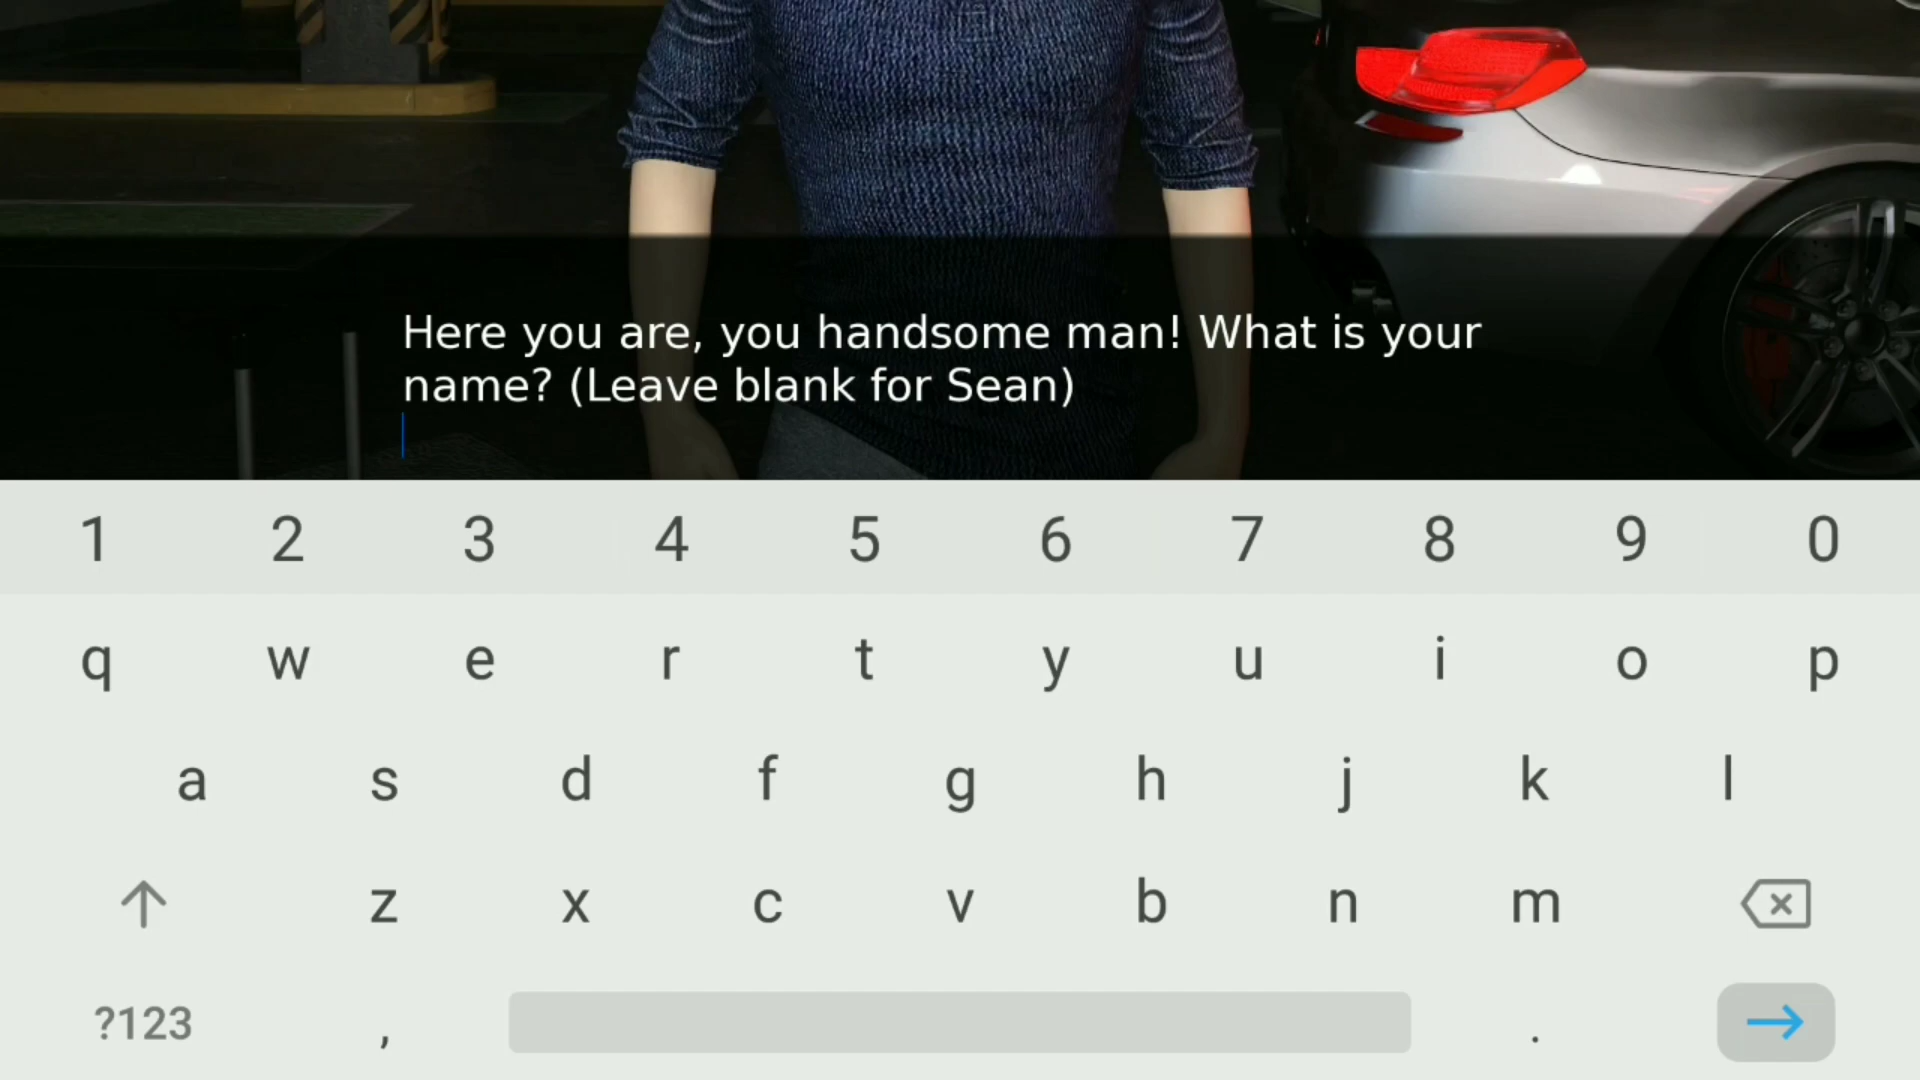 Here you are, you handsome man! What is your
name? (Leave blank for Sean)
1 2 3 4 5 6 7 8 9 0
q w e r t y u i o p
a s d f g h j k l
z x c v b n m
?123 , .